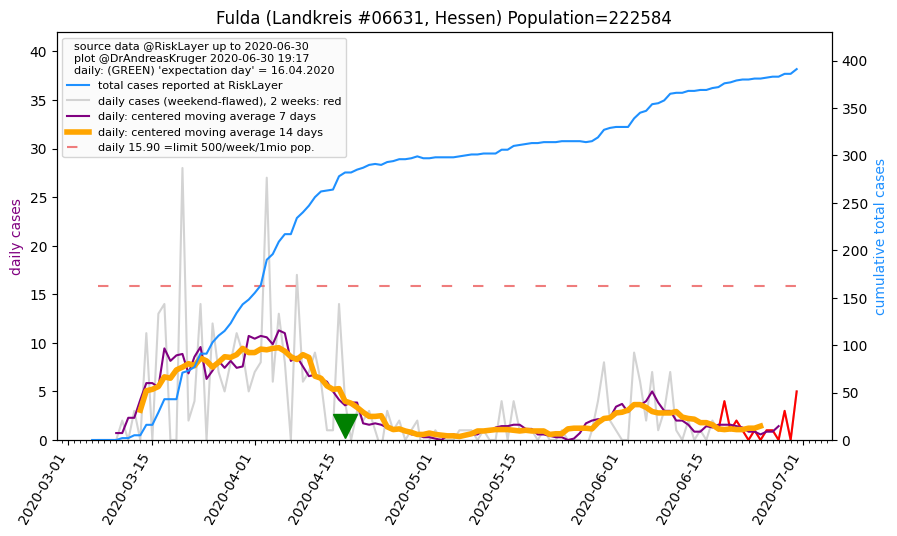 Fulda (Landkreis #06631, Hessen) Population=222584
source data @RiskLayer up to 2020-06-30
plot @DrAndreasKruger 2020-06-30 19:17
daily: (GREEN) 'expectation day' = 16.04.2020
total cases reported at RiskLayer
daily cases (weekend-flawed), 2 weeks: red
daily: centered moving average 7 days
daily: centered moving average 14 days
daily 15.90 =limit 500/week/1mio pop.
daily cases
40
35
30
25
20
15
10
5
0
cumulative total cases
400
350
300
250
200
150
100
50
0
2020-03-01
2020-03-15
2020-04-01
2020-04-15
2020-05-01
2020-05-15
2020-06-01
2020-06-15
2020-07-01